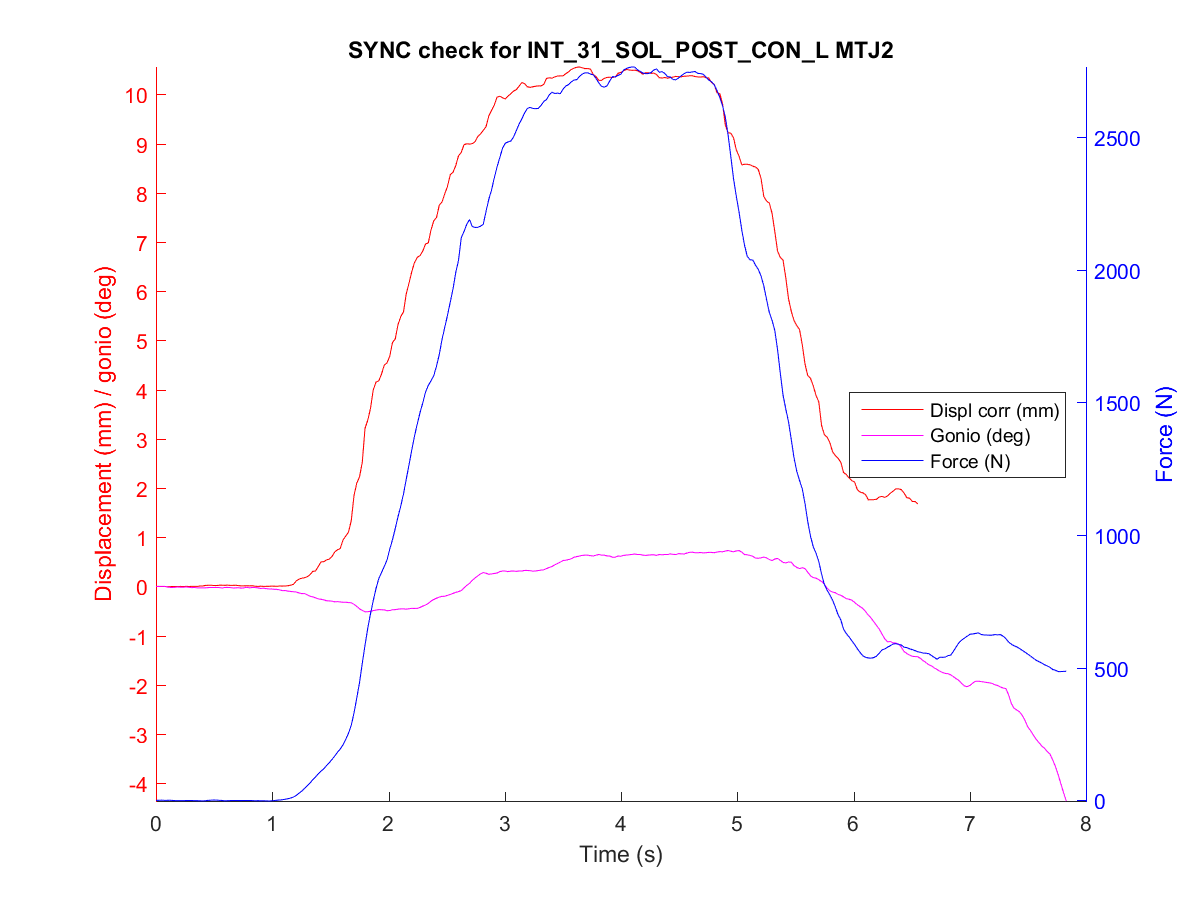 SYNC check for INT_31_SOL_POST_CON_L MTJ2
Displacement (mm) / gonio (deg)
10
9
8
7
6
5
4
3
2
1
0
-1
-2
-3
-4
2500
2000
1500
1000
500
0
Force (N)
Displ corr (mm)
Gonio (deg)
Force (N)
0 1 2 3 4 5 6 7 8
Time (s)